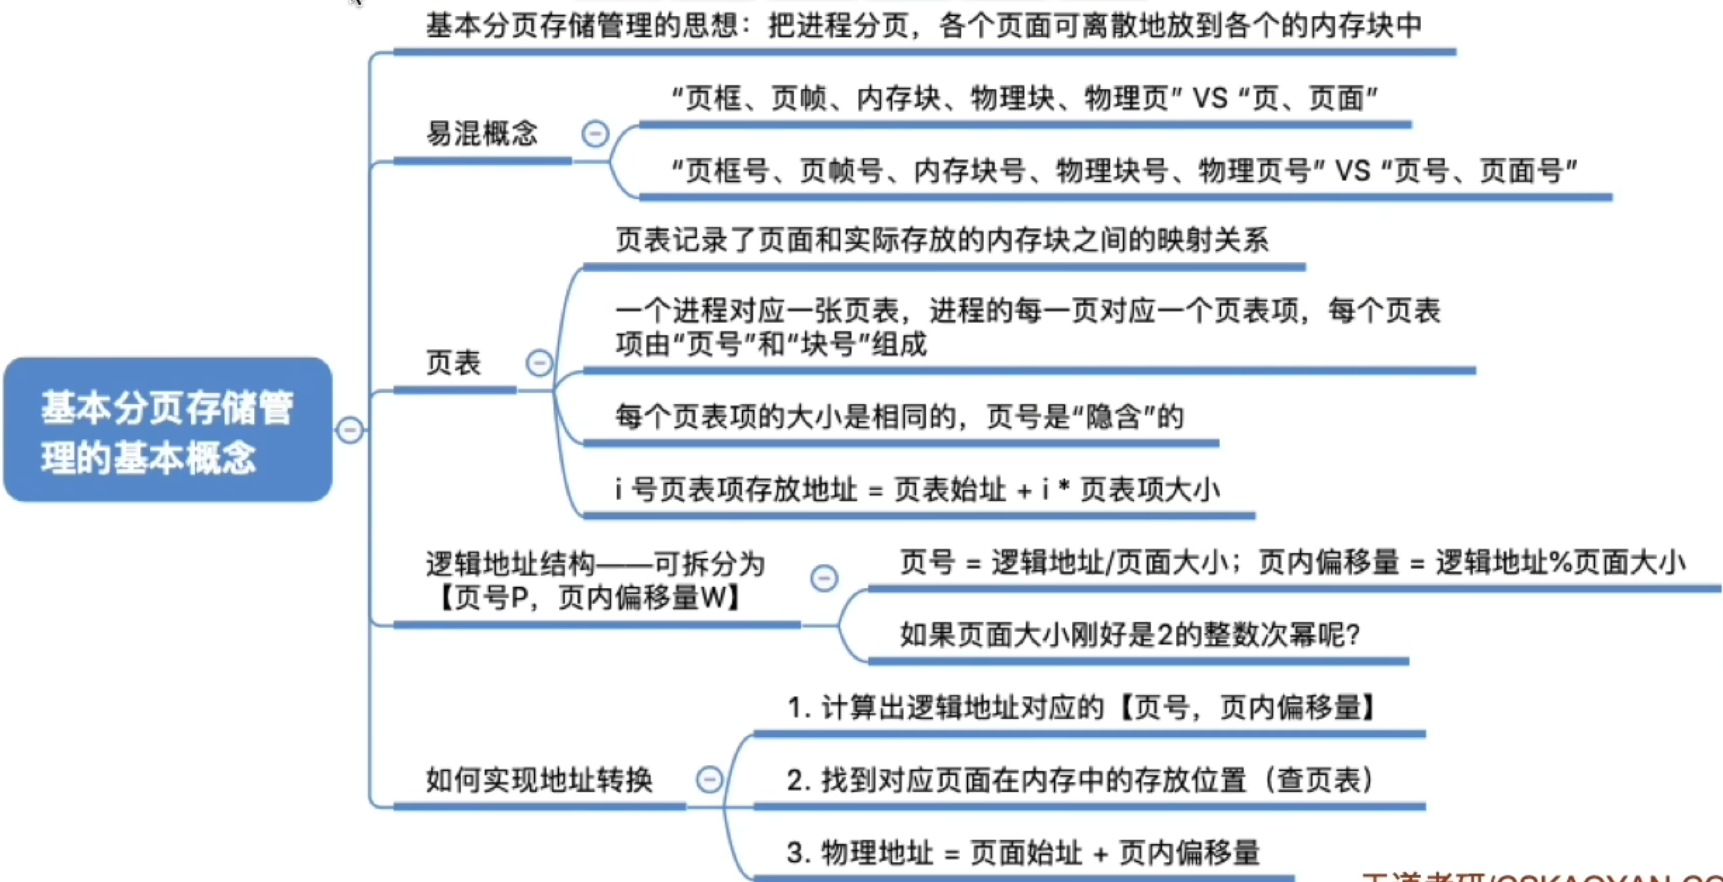 基本分页存储管理的思想：把进程分页，各个页面可离散地放到各个的内存块中
易混概念
“页框、页帧、内存块、物理块、物理页” VS “页、页面”
“页框号、页帧号、内存块号、物理块号、物理页号” VS “页号、页面号”
页表
页表记录了页面和实际存放的内存块之间的映射关系
一个进程对应一张页表，进程的每一页对应一个页表项，每个页表
项由“页号”和“块号”组成
每个页表项的大小是相同的，页号是“隐含”的
i 号页表项存放地址 = 页表始址 + i * 页表项大小
基本分页存储管
理的基本概念
逻辑地址结构——可拆分为
【页号P，页内偏移量W】
页号 = 逻辑地址/页面大小；页内偏移量 = 逻辑地址%页面大小
如果页面大小刚好是2的整数次幂呢?
如何实现地址转换
1. 计算出逻辑地址对应的【页号，页内偏移量】
2. 找到对应页面在内存中的存放位置（查页表）
3. 物理地址 = 页面始址 + 页内偏移量